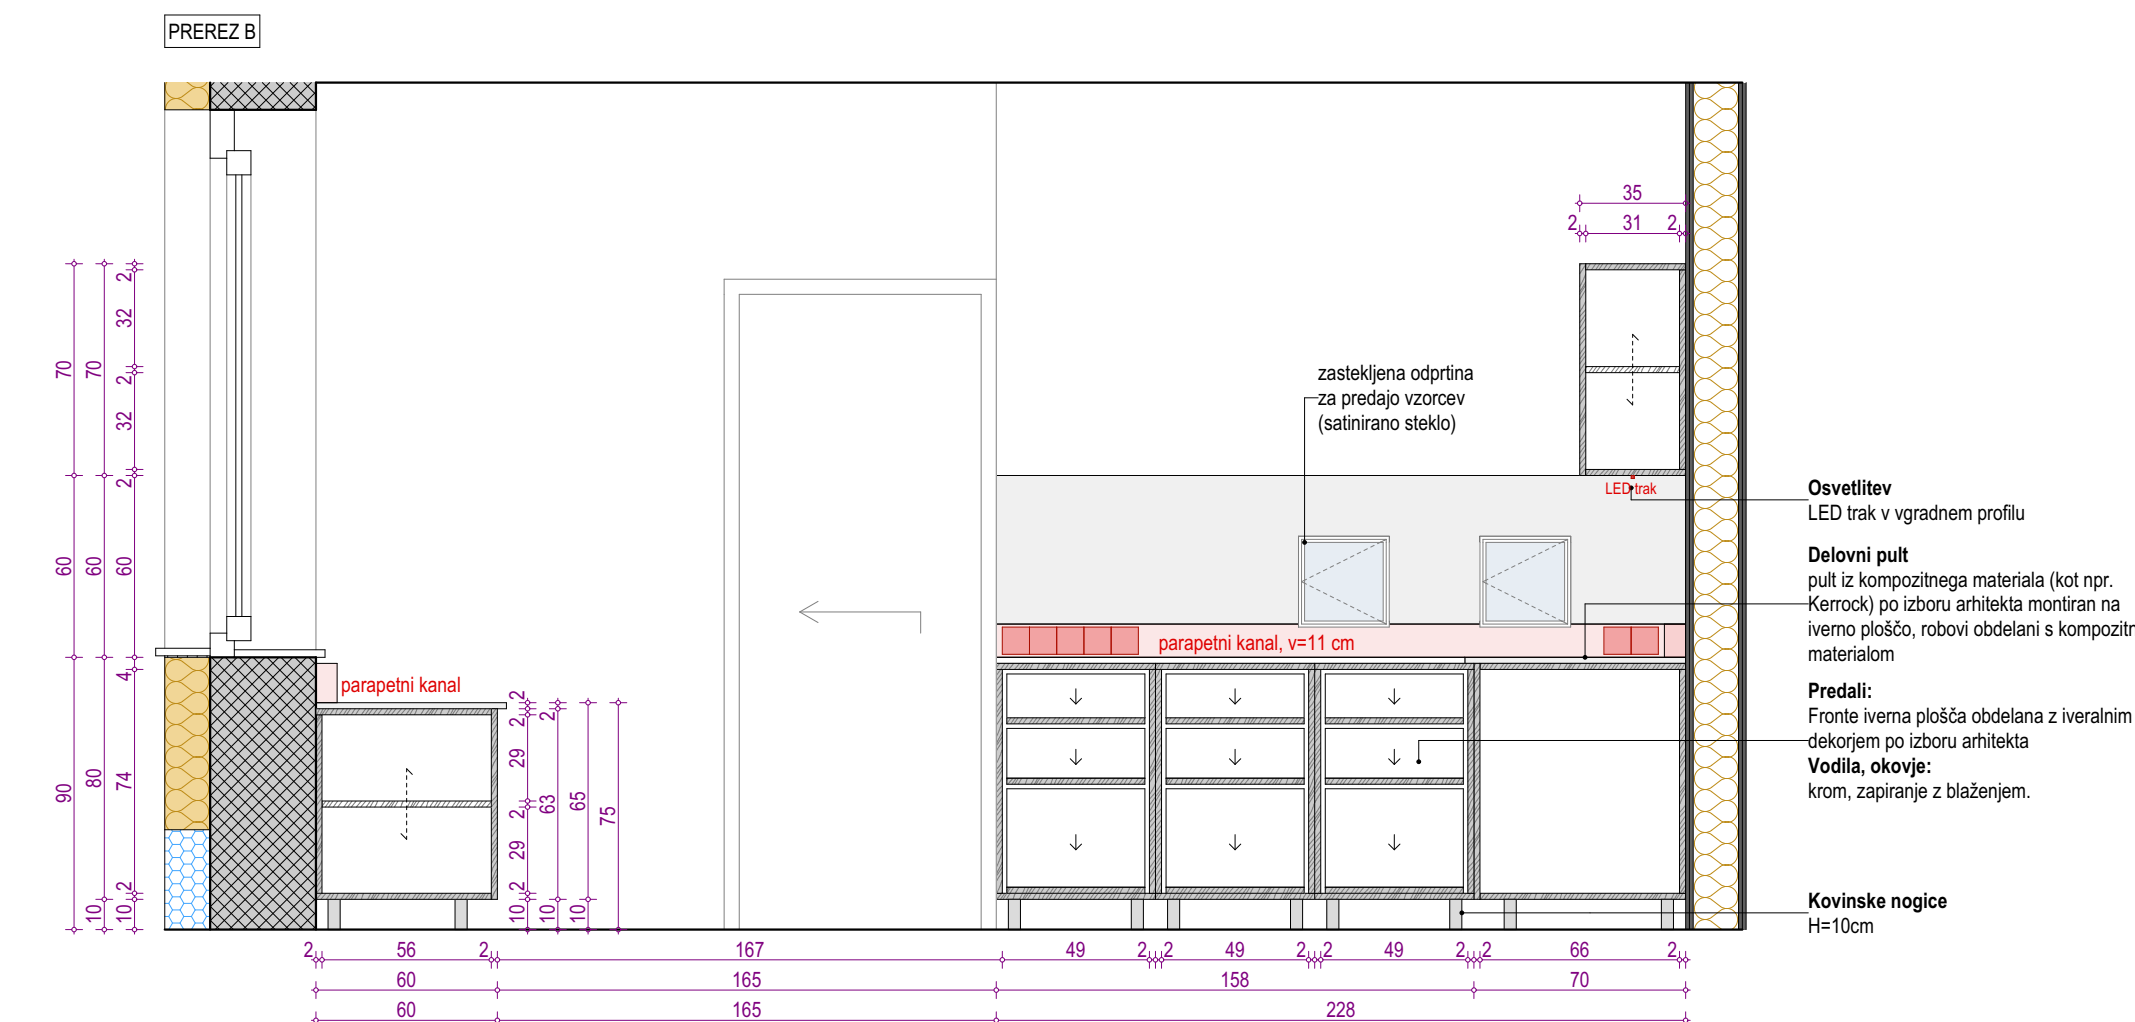 PREREZ B
35
2 31 2
zastekljena odprtina
za predajo vzorcev
(satinirano steklo)
LED trak
Osvetlitev
LED trak v vgradnem profilu
Delovni pult
pult iz kompozitnega materiala (kot npr.
Kerrock) po izboru arhitekta montiran na
iverno ploščo, robovi obdelani s kompozitn
materialom
parapetni kanal, v=11 cm
parapetni kanal
Predali:
Fronte iverna plošča obdelana z iveralnim
dekorjem po izboru arhitekta
Vodila, okovje:
krom, zapiranje z blaženjem.
Kovinske nogice
H=10cm
70 60 90
70 60 80 10
2 32 2 32 2 60 4 74 2 10
2 2 29 2 29 2 10
2 63 10
65 10
75
2 56 2 167 49 2 2 49 2 2 49 2 2 66 2
60 165 158 70
60 165 228